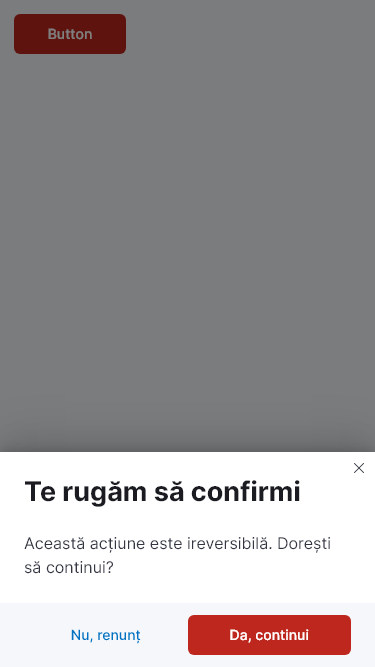 Button
Te rugăm să confirmi
Această acțiune este ireversibilă. Dorești
să continui?
Nu, renunț
Da, continui